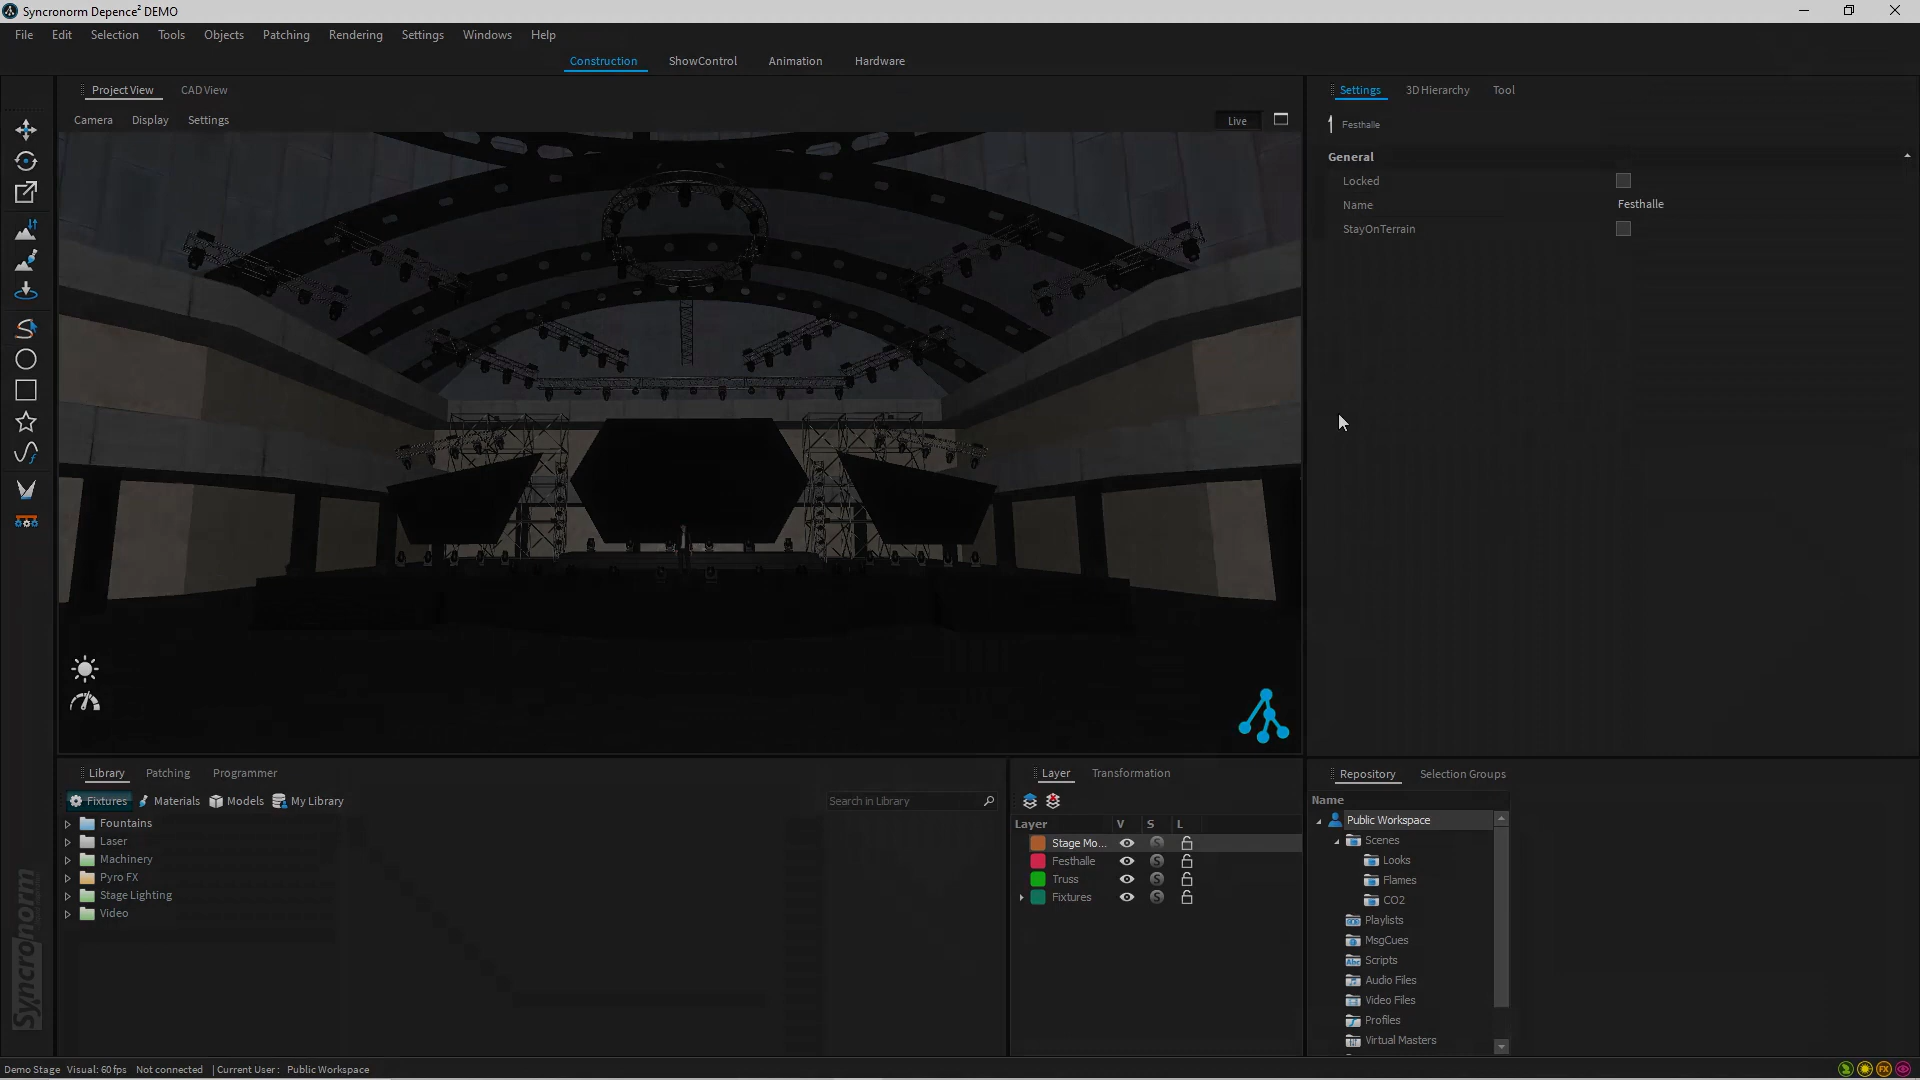 Syncronorm Depence² DEMO
File Edit Selection Tools Objects Patching Rendering Settings Windows Help
Construction ShowControl Animation Hardware
Project View CAD View
Camera Display Settings
Live
Settings 3D Hierarchy Tool
Festhalle
General
Locked
Name Festhalle
StayOnTerrain
Library Patching Programmer
Fixtures Materials Models My Library
Search in Library
Fountains
Laser
Machinery
Pyro FX
Stage Lighting
Video
Layer Transformation
Layer V S L
Stage Mo... S
Festhalle S
Truss S
Fixtures S
Repository Selection Groups
Name
Public Workspace
Scenes
Looks
Flames
CO2
Playlists
MsgCues
Abc Scripts
Audio Files
Video Files
Profiles
Virtual Masters
Syncronorm
Demo Stage Visual: 60 fps Not connected | Current User : Public Workspace
FX